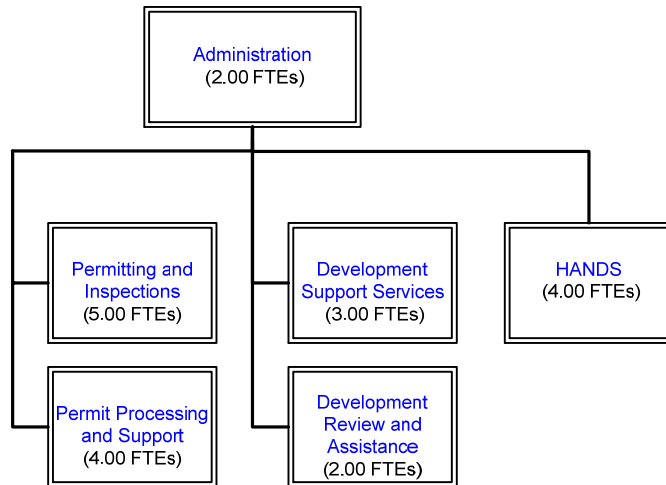 Administration
(2.00 FTEs)
Permitting and
Inspections
(5.00 FTEs)
Development
Support Services
(3.00 FTEs)
HANDS
(4.00 FTEs)
Permit Processing
and Support
(4.00 FTEs)
Development
Review and
Assistance
(2.00 FTEs)